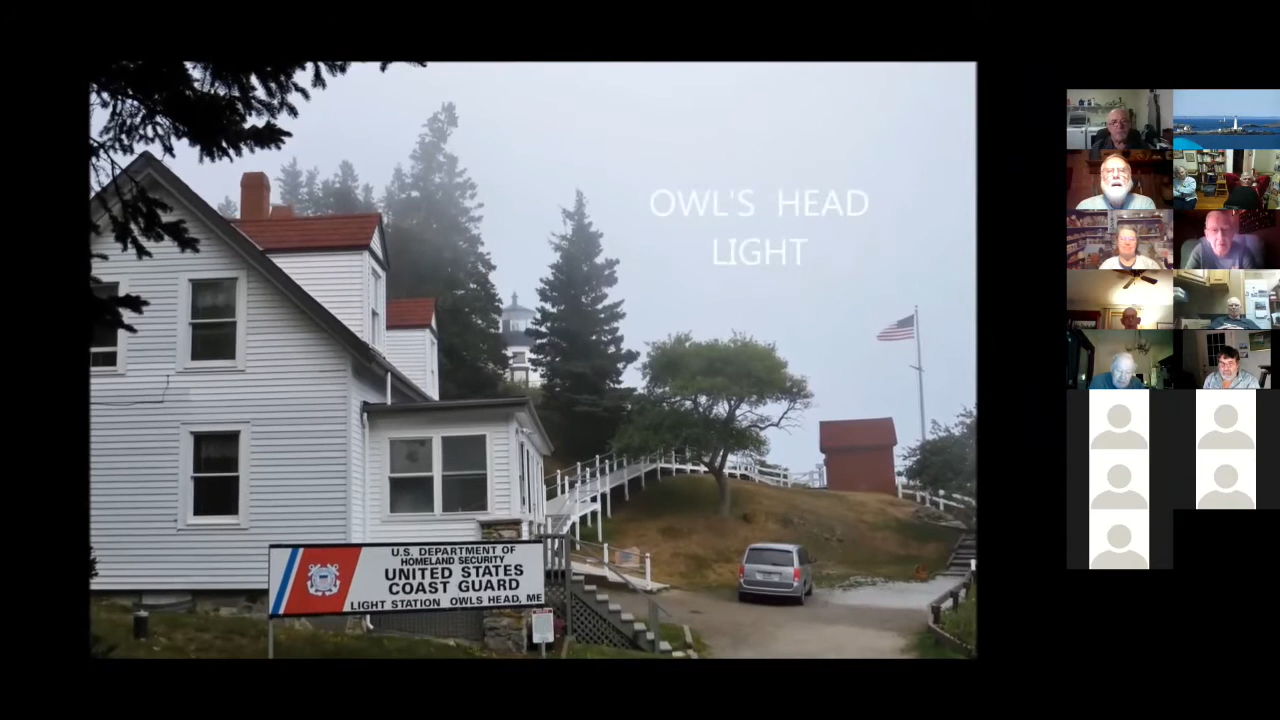 OWL'S HEAD
LIGHT
U.S. DEPARTMENT OF
HOMELAND SECURITY
UNITED STATES
COAST GUARD
LIGHT STATION OWLS HEAD, ME